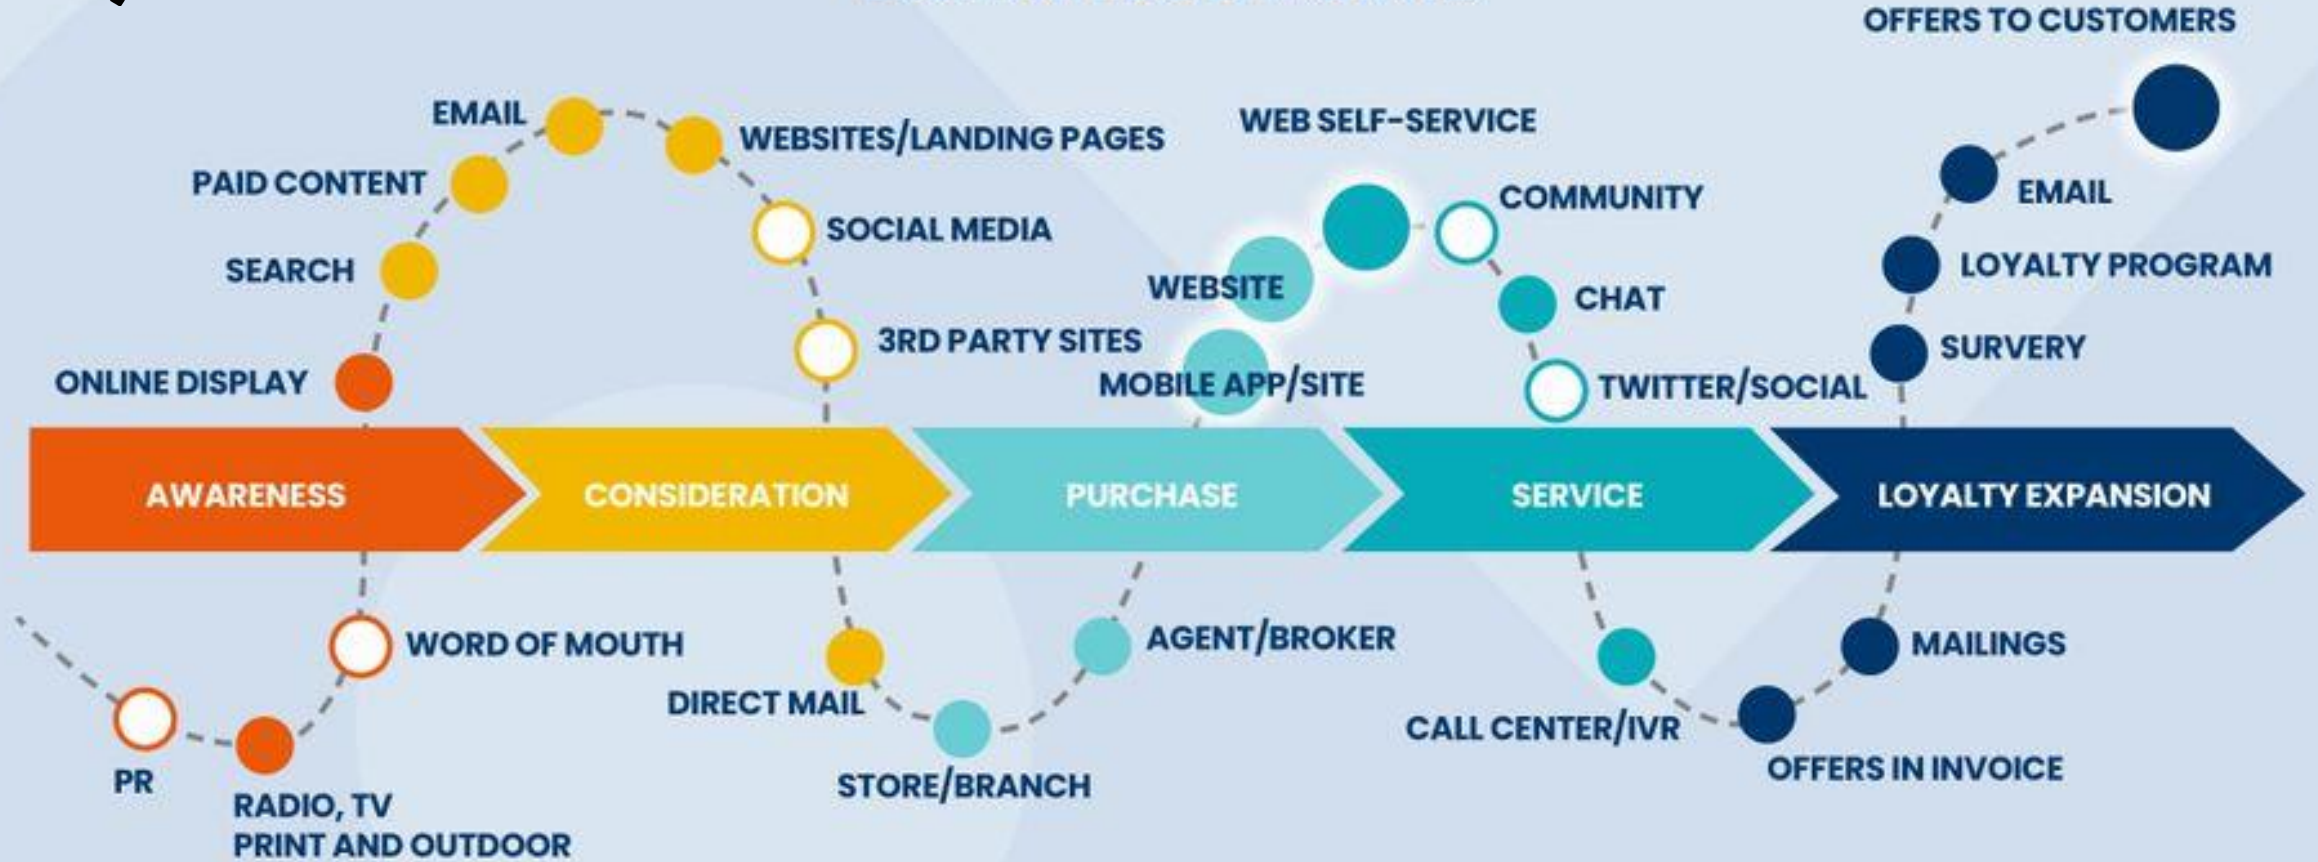 OFFERS TO CUSTOMERS
EMAIL
WEBSITES/LANDING PAGES
WEB SELF-SERVICE
PAID CONTENT
COMMUNITY
EMAIL
SEARCH
SOCIAL MEDIA
WEBSITE
CHAT
LOYALTY PROGRAM
ONLINE DISPLAY
3RD PARTY SITES
MOBILE APP/SITE
TWITTER/SOCIAL
SURVERY
AWARENESS
CONSIDERATION
PURCHASE
SERVICE
LOYALTY EXPANSION
WORD OF MOUTH
DIRECT MAIL
AGENT/BROKER
CALL CENTER/IVR
MAILINGS
PR
RADIO, TV
PRINT AND OUTDOOR
STORE/BRANCH
OFFERS IN INVOICE